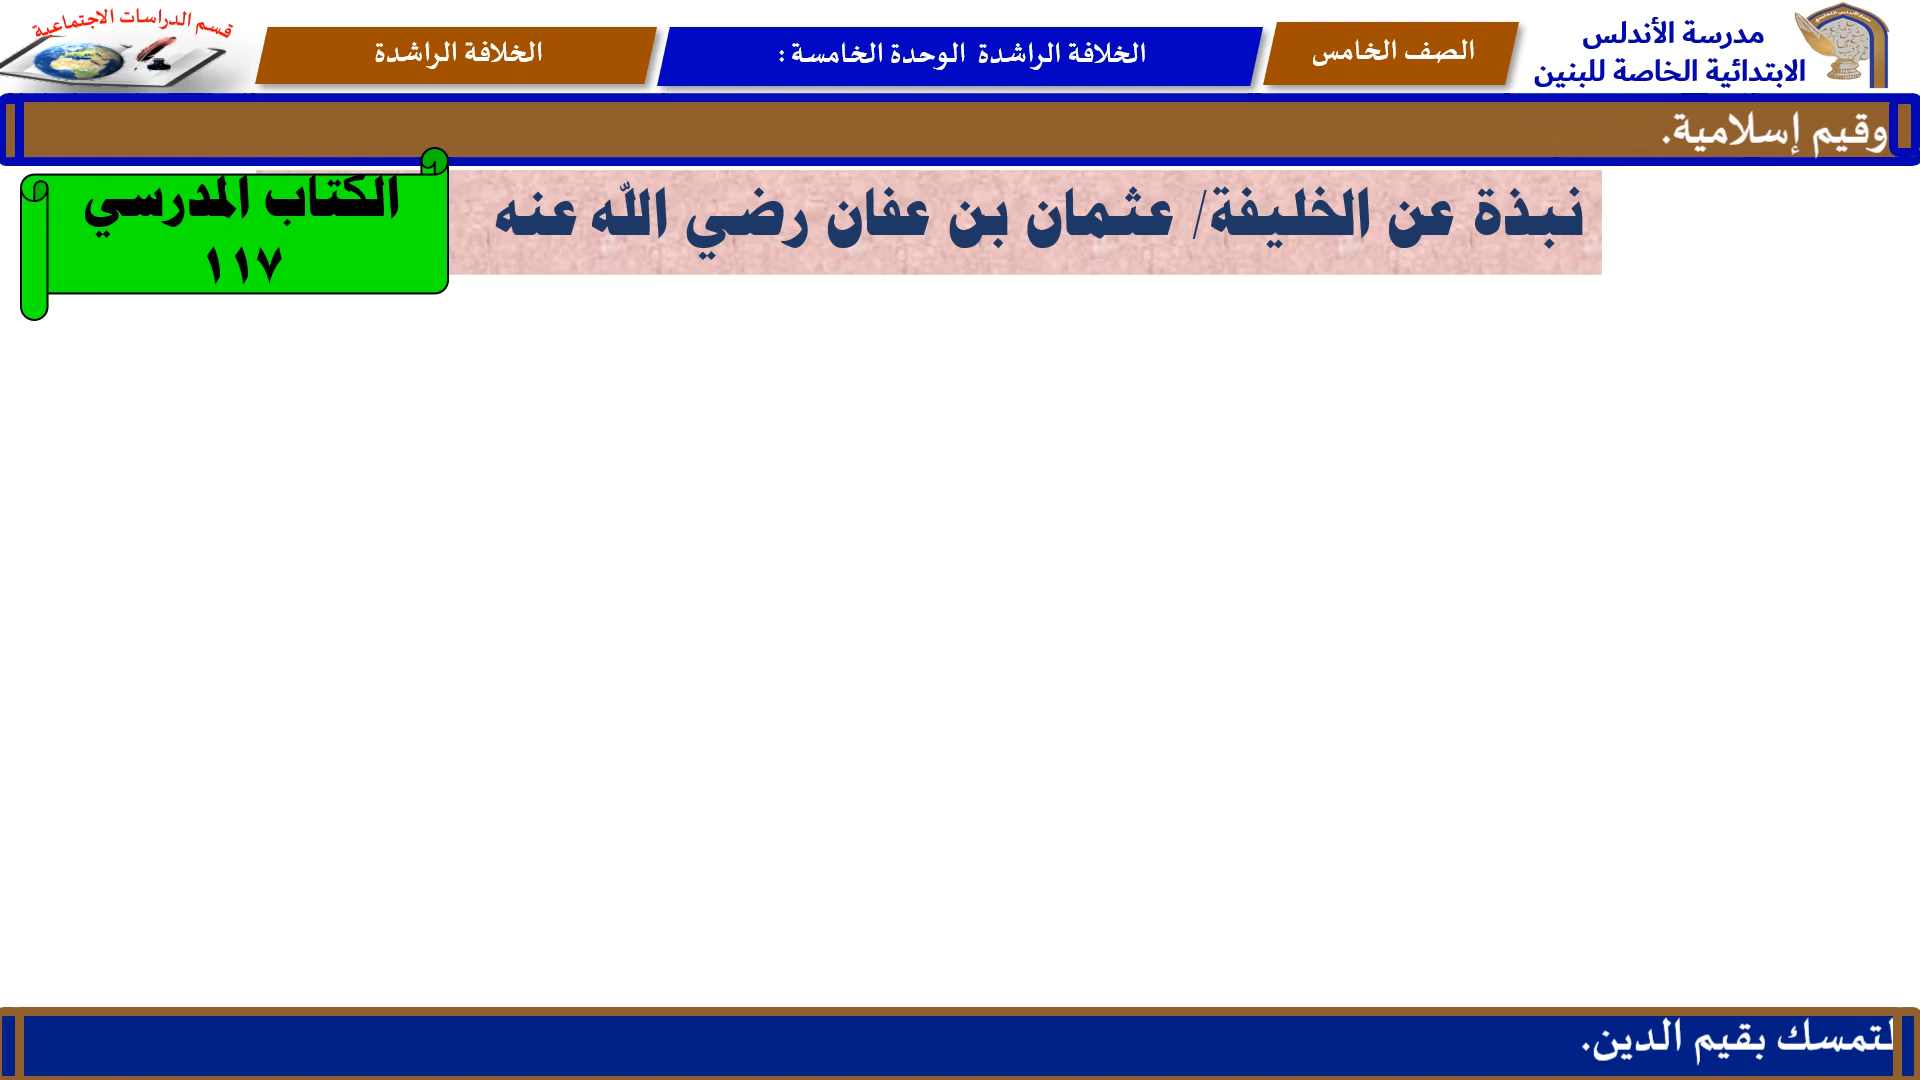 مدرسة الأندلس
الابتدائية الخاصة للبنين
الصف الخامس
الخلافة الراشدة الوحدة الخامسة :
الخلافة الراشدة
قسم الدراسات الاجتماعية
وقيم إسلامية.
نبذة عن الخليفة/ عثمان بن عفان رضي الله عنه
الكتاب المدرسي
١١٧
لتمسك بقيم الدين.